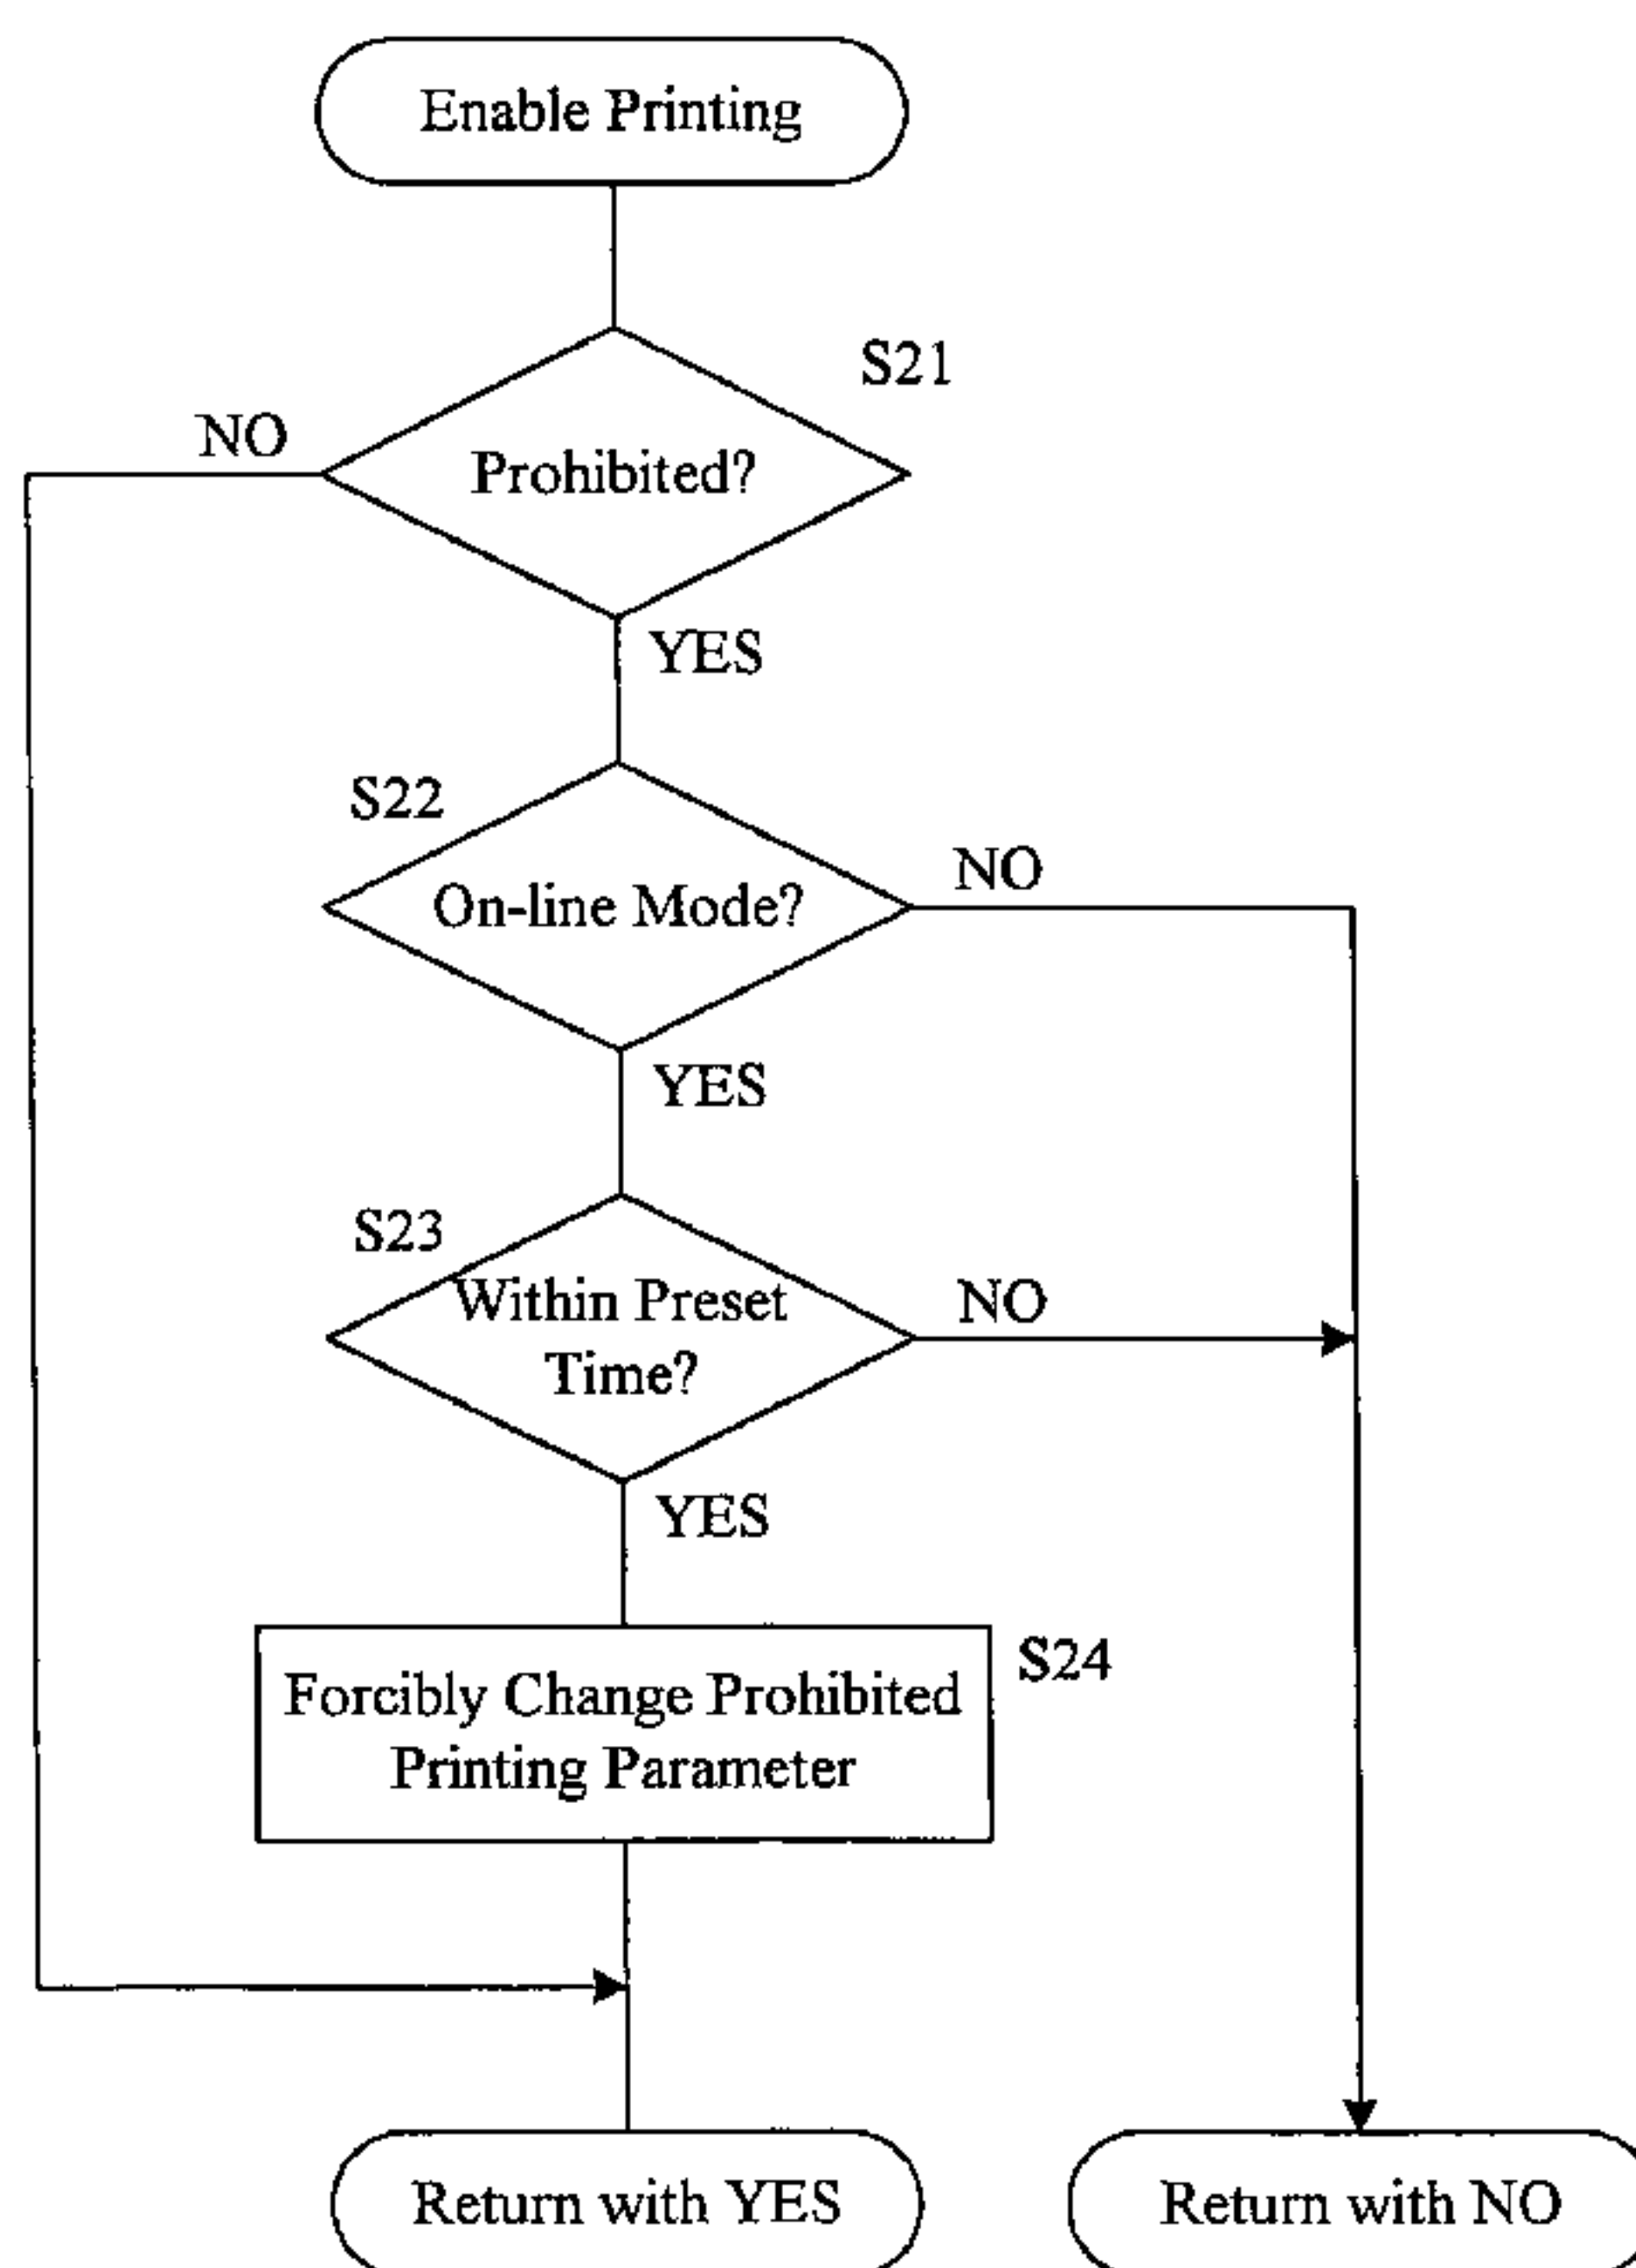 Enable Printing
S21
NO
Prohibited?
YES
S22
NO
On-line Mode?
YES
S23
Within Preset
Time?
NO
YES
S24
Forcibly Change Prohibited
Printing Parameter
Return with YES
Return with NO